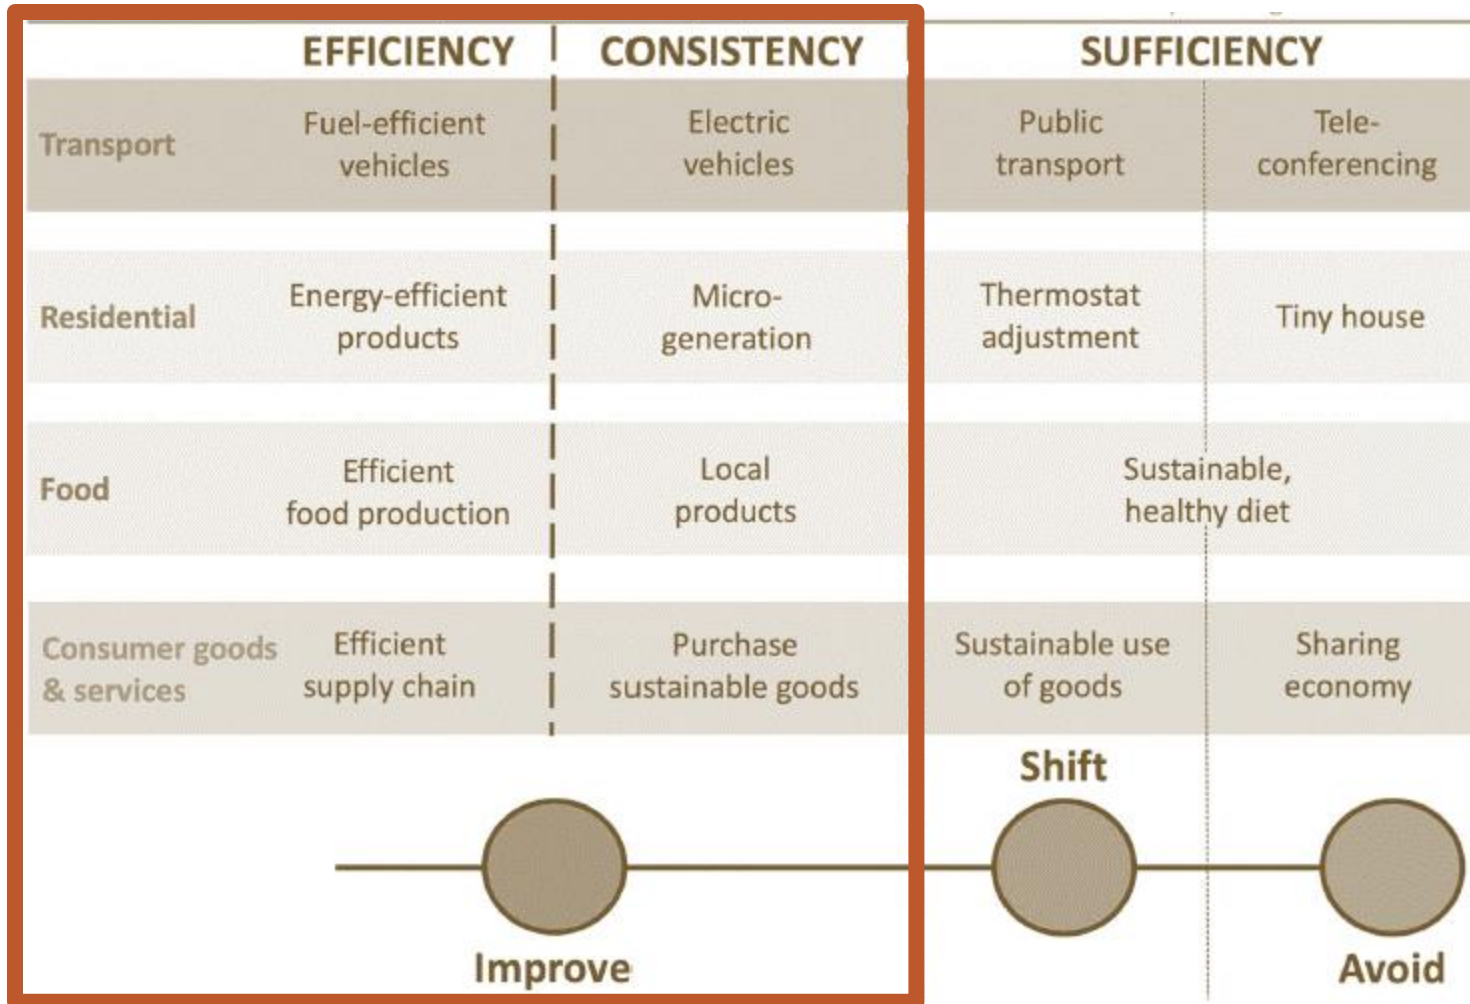 EFFICIENCY CONSISTENCY SUFFICIENCY
Transport
Fuel-efficient
vehicles
Electric
vehicles
Public
transport
Tele-
conferencing
Residential
Energy-efficient
products
Micro-
generation
Thermostat
adjustment
Tiny house
Food
Efficient
food production
Local
products
Sustainable,
healthy diet
Consumer goods
& services
Efficient
supply chain
Purchase
sustainable goods
Sustainable use
of goods
Sharing
economy
Shift
Improve
Avoid